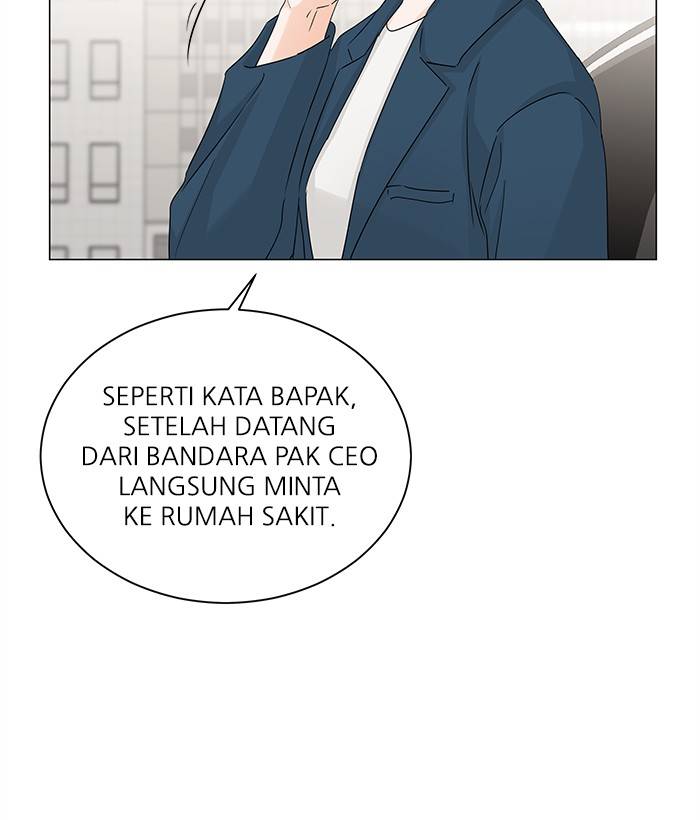 SEPERTI KATA BAPAK,
SETELAH DATANG
DARI BANDARA PAK CEO
LANGSUNG MINTA
KE RUMAH SAKIT.